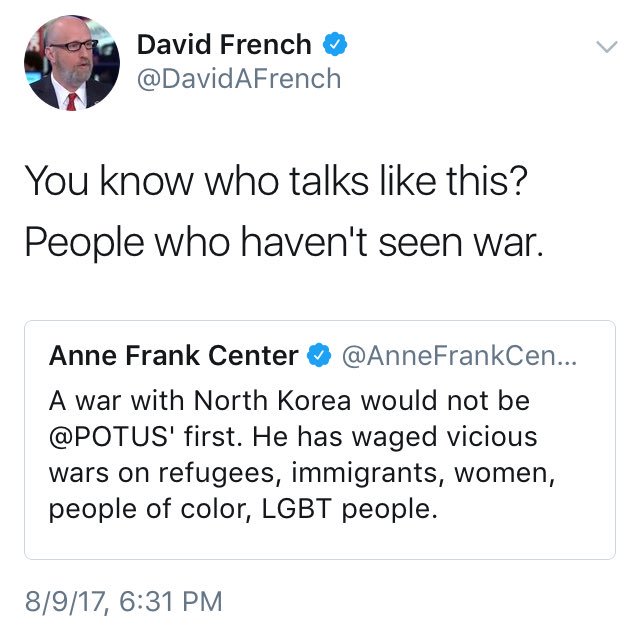 David French
@DavidAFrench
You know who talks like this?
People who haven't seen war.
Anne Frank Center @AnneFrankCen...
A war with North Korea would not be
@POTUS' first. He has waged vicious
wars on refugees, immigrants, women,
people of color, LGBT people.
8/9/17, 6:31 PM